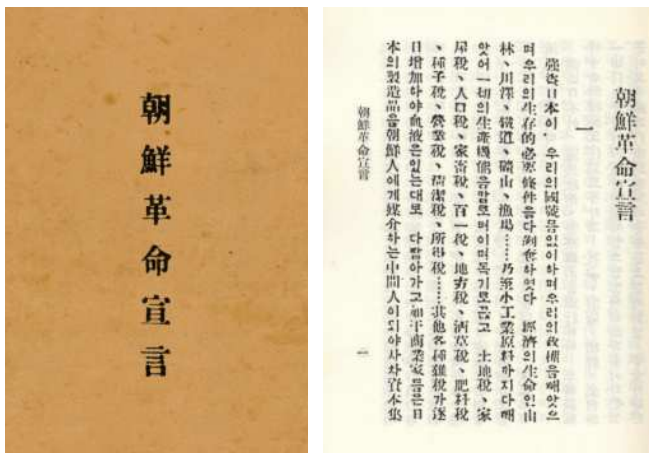 朝鮮革命宣言
朝鮮革命宣言
一
強盜日本이 우리의國號를없이하며우리의政權을빼앗으
며우리의生存的必要條件을다剝奪하엿다 經濟의生命인山
林、川澤、鐵道、礦山、漁場……乃至小工業原料까지다빼
앗어一切의生產機能을칼로버이며독기로끊고 土地稅、家
屋稅、人口稅、家畜稅、百一稅、地方稅、酒草稅、肥料稅
、種子稅、營業稅、淸潔稅、所得稅……其他各種雜稅가逐
日增加하야血液은있는대로 다빨아가고如干商業家들은日
本의製造品을朝鮮人에게媒介하는中間人이되야차차資本集
朝鮮革命宣言
一